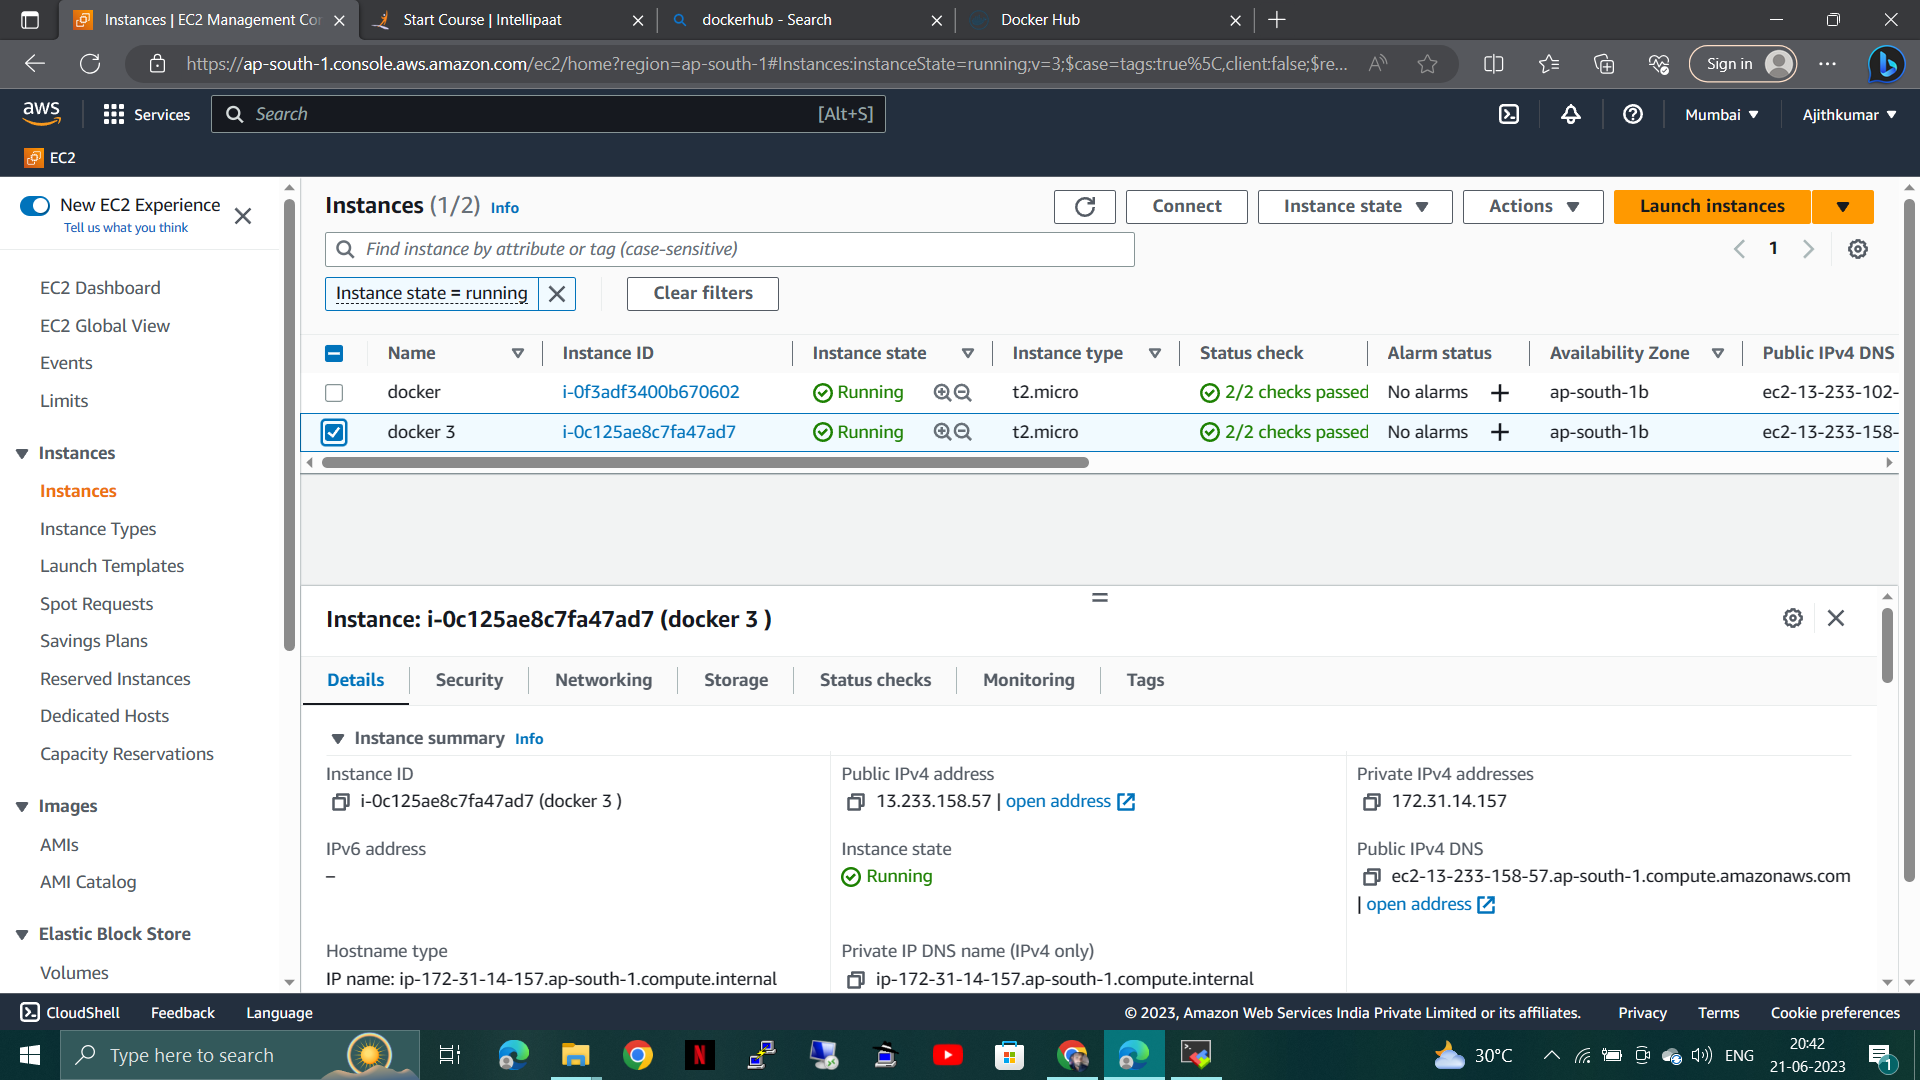 Instances | EC2 Management Con
Start Course | Intellipaat
dockerhub - Search
Docker Hub
https://ap-south-1.console.aws.amazon.com/ec2/home?region=ap-south-1#Instances:instanceState=running;v=3;$case=tags:true%5C,client:false;$re...
Sign in
aws
Services
Search
[Alt+S]
Mumbai
Ajithkumar
EC2
New EC2 Experience
Tell us what you think
EC2 Dashboard
EC2 Global View
Events
Limits
Instances
Instances
Instance Types
Launch Templates
Spot Requests
Savings Plans
Reserved Instances
Dedicated Hosts
Capacity Reservations
Images
AMIs
AMI Catalog
Elastic Block Store
Volumes
Instances (1/2) Info
Connect
Instance state
Actions
Launch instances
Find instance by attribute or tag (case-sensitive)
1
Instance state = running
Clear filters
Name Instance ID Instance state Instance type Status check Alarm status Availability Zone Public IPv4 DNS
docker i-0f3adf3400b670602 Running t2.micro 2/2 checks passed No alarms ap-south-1b ec2-13-233-102-
docker 3 i-0c125ae8c7fa47ad7 Running t2.micro 2/2 checks passed No alarms ap-south-1b ec2-13-233-158-
Instance: i-0c125ae8c7fa47ad7 (docker 3 )
Details Security Networking Storage Status checks Monitoring Tags
Instance summary Info
Instance ID
i-0c125ae8c7fa47ad7 (docker 3 )
Public IPv4 address
13.233.158.57 | open address
Private IPv4 addresses
172.31.14.157
IPv6 address
–
Instance state
Running
Public IPv4 DNS
ec2-13-233-158-57.ap-south-1.compute.amazonaws.com
| open address
Hostname type
IP name: ip-172-31-14-157.ap-south-1.compute.internal
Private IP DNS name (IPv4 only)
ip-172-31-14-157.ap-south-1.compute.internal
CloudShell
Feedback
Language
© 2023, Amazon Web Services India Private Limited or its affiliates.
Privacy
Terms
Cookie preferences
Type here to search
30°C
ENG
20:42
21-06-2023
1